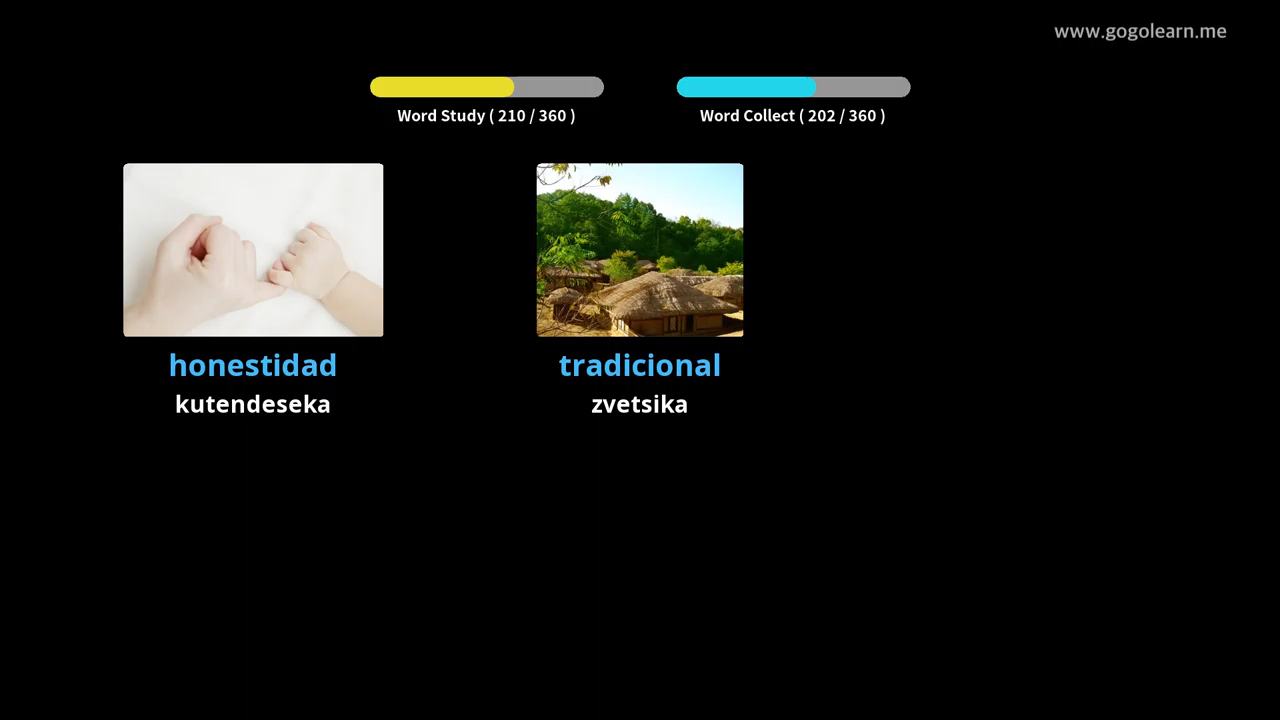 www.gogolearn.me
Word Study ( 210 / 360 )
Word Collect ( 202 / 360 )
honestidad
kutendeseka
tradicional
zvetsika